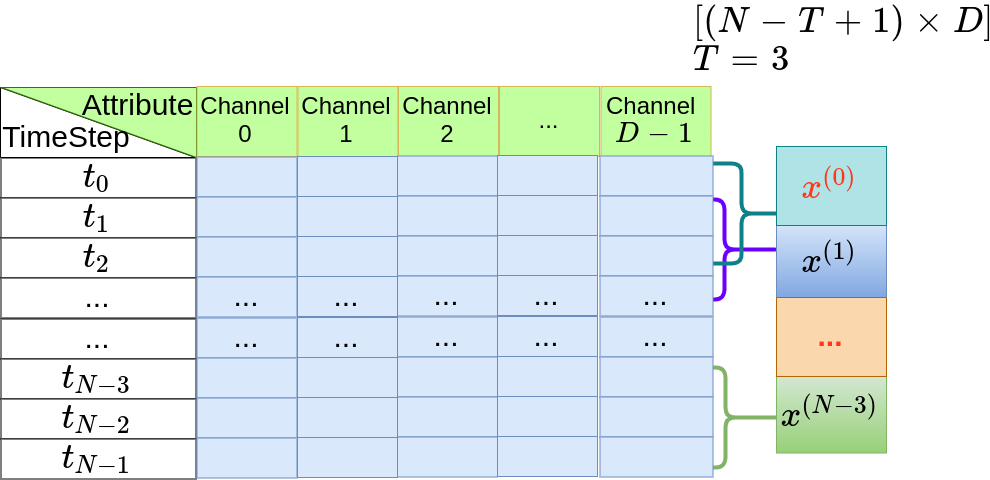 [(N − T + 1) × D]
T = 3
Attribute
TimeStep
Channel 0
Channel 1
Channel 2
...
Channel D − 1
t_0
t_1
t_2
... ... ... ... ... ...
... ... ... ... ... ...
t_{N−3}
t_{N−2}
t_{N−1}
x^{(0)}
x^{(1)}
...
x^{(N−3)}